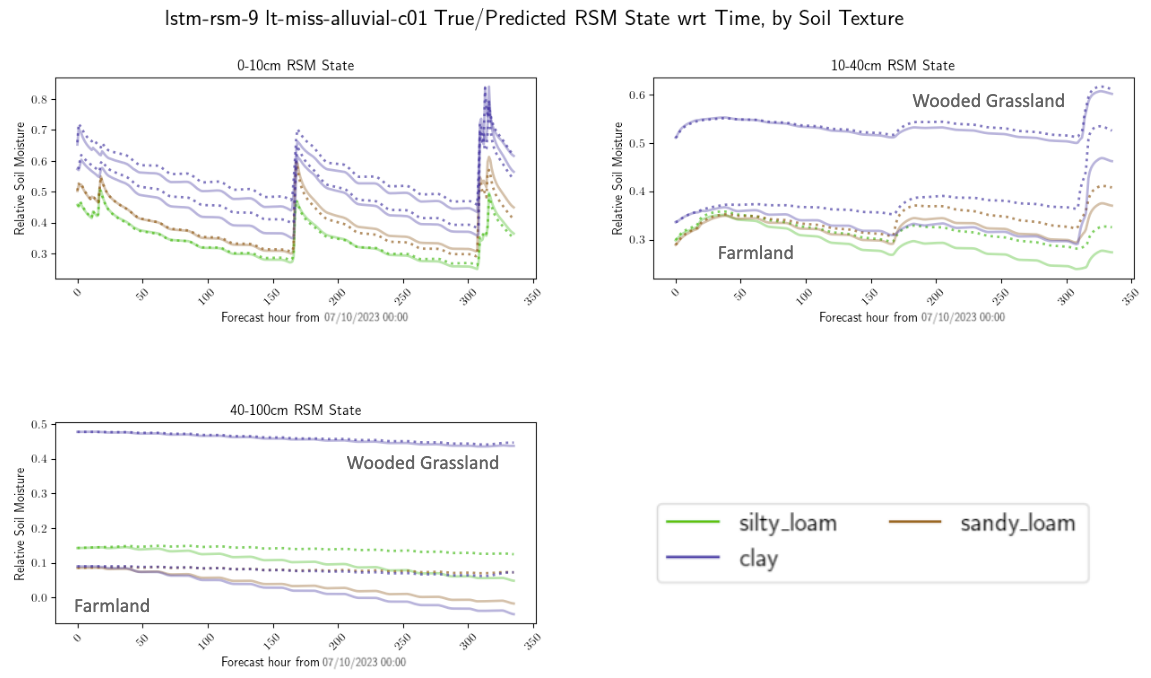 lstm-rsm-9 lt-miss-alluvial-c01 True/Predicted RSM State wrt Time, by Soil Texture
0-10cm RSM State
0.8
0.7
0.6
0.5
0.4
0.3
Relative Soil Moisture
0
50
100
150
200
250
300
350
Forecast hour from 07/10/2023 00:00
10-40cm RSM State
Wooded Grassland
Farmland
0.6
0.5
0.4
0.3
Relative Soil Moisture
0
50
100
150
200
250
300
350
Forecast hour from 07/10/2023 00:00
40-100cm RSM State
Wooded Grassland
Farmland
0.5
0.4
0.3
0.2
0.1
0.0
Relative Soil Moisture
0
50
100
150
200
250
300
350
Forecast hour from 07/10/2023 00:00
silty_loam
sandy_loam
clay